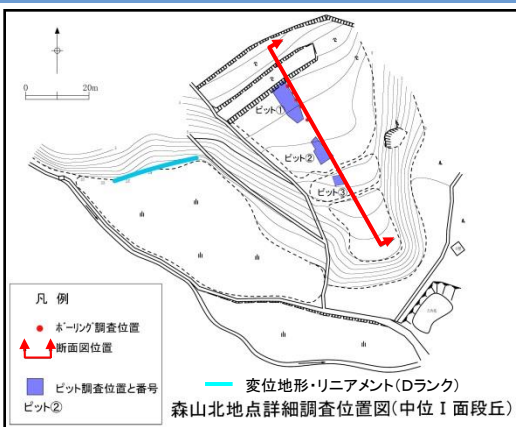 0 20m
ピット①
ピット②
ピット③
凡 例
ボーリング調査位置
断面図位置
ピット調査位置と番号
ピット②
変位地形・リニアメント(Dランク)
森山北地点詳細調査位置図(中位Ⅰ面段丘)